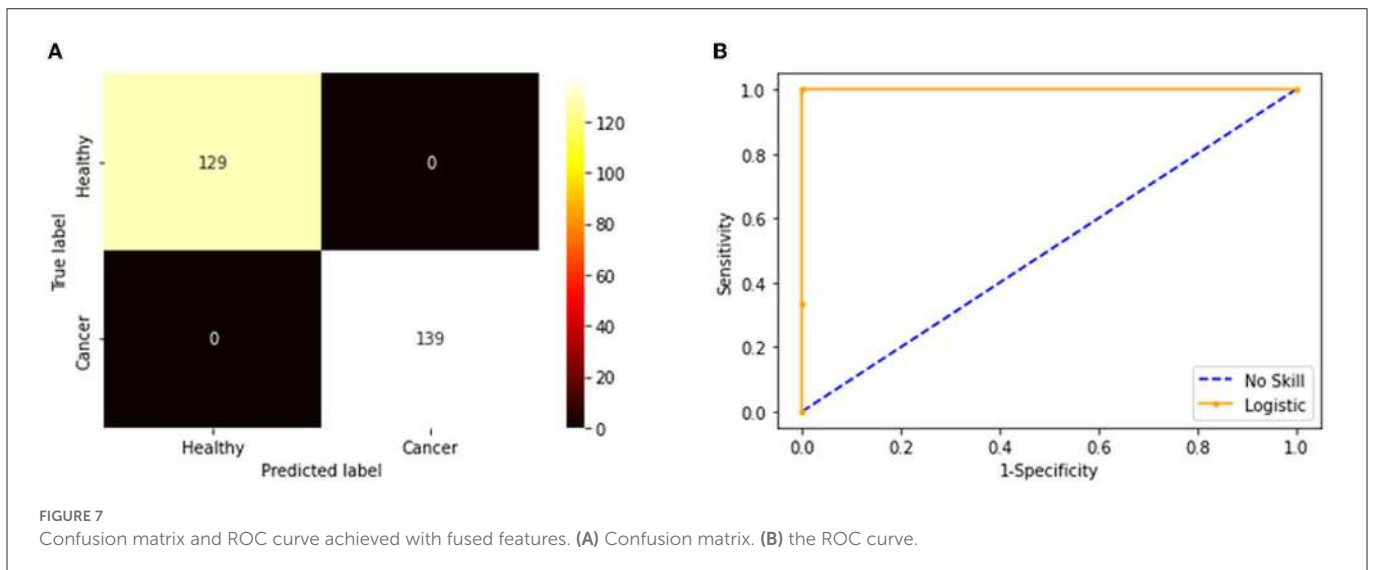 A
Healthy
Cancer
True label
129
0
0
139
Healthy
Cancer
Predicted label
120
100
80
60
40
20
0
B
1.0
0.8
0.6
0.4
0.2
0.0
Sensitivity
0.0
0.2
0.4
0.6
0.8
1.0
1-Specificity
No Skill
Logistic
FIGURE 7
Confusion matrix and ROC curve achieved with fused features. (A) Confusion matrix. (B) the ROC curve.